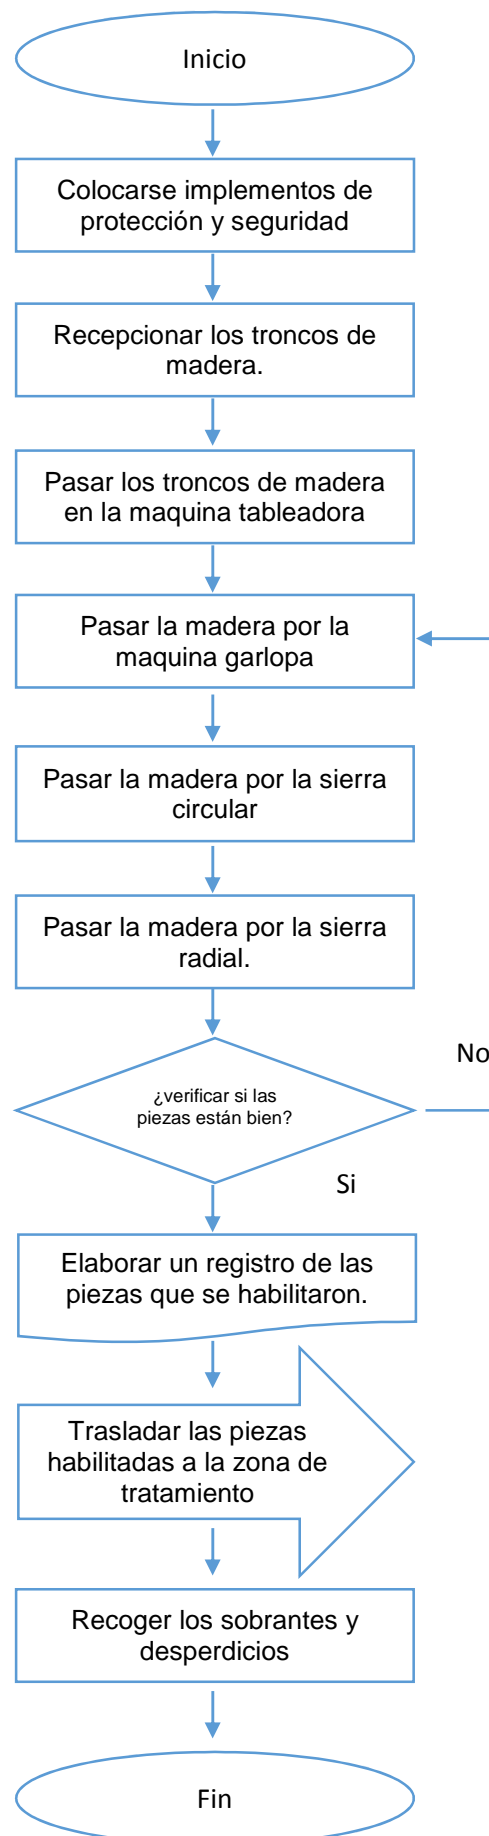 Inicio
Colocarse implementos de
protección y seguridad
Recepcionar los troncos de
madera.
Pasar los troncos de madera
en la maquina tableadora
Pasar la madera por la
maquina garlopa
Pasar la madera por la sierra
circular
Pasar la madera por la sierra
radial.
No
¿verificar si las
piezas están bien?
Si
Elaborar un registro de las
piezas que se habilitaron.
Trasladar las piezas
habilitadas a la zona de
tratamiento
Recoger los sobrantes y
desperdicios
Fin